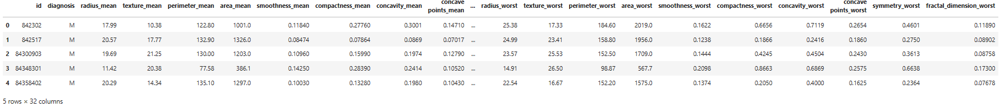 id diagnosis radius_mean texture_mean perimeter_mean area_mean smoothness_mean compactness_mean concavity_mean concave points_mean ... radius_worst texture_worst perimeter_worst area_worst smoothness_worst compactness_worst concavity_worst concave points_worst symmetry_worst fractal_dimension_worst
0 842302 M 17.99 10.38 122.80 1001.0 0.11840 0.27760 0.3001 0.14710 ... 25.38 17.33 184.60 2019.0 0.1622 0.6656 0.7119 0.2654 0.4601 0.11890
1 842517 M 20.57 17.77 132.90 1326.0 0.08474 0.07864 0.0869 0.07017 ... 24.99 23.41 158.80 1956.0 0.1238 0.1866 0.2416 0.1860 0.2750 0.08902
2 84300903 M 19.69 21.25 130.00 1203.0 0.10960 0.15990 0.1974 0.12790 ... 23.57 25.53 152.50 1709.0 0.1444 0.4245 0.4504 0.2430 0.3613 0.08758
3 84348301 M 11.42 20.38 77.58 386.1 0.14250 0.28390 0.2414 0.10520 ... 14.91 26.50 98.87 567.7 0.2098 0.8663 0.6869 0.2575 0.6638 0.17300
4 84358402 M 20.29 14.34 135.10 1297.0 0.10030 0.13280 0.1980 0.10430 ... 22.54 16.67 152.20 1575.0 0.1374 0.2050 0.4000 0.1625 0.2364 0.07678
5 rows × 32 columns